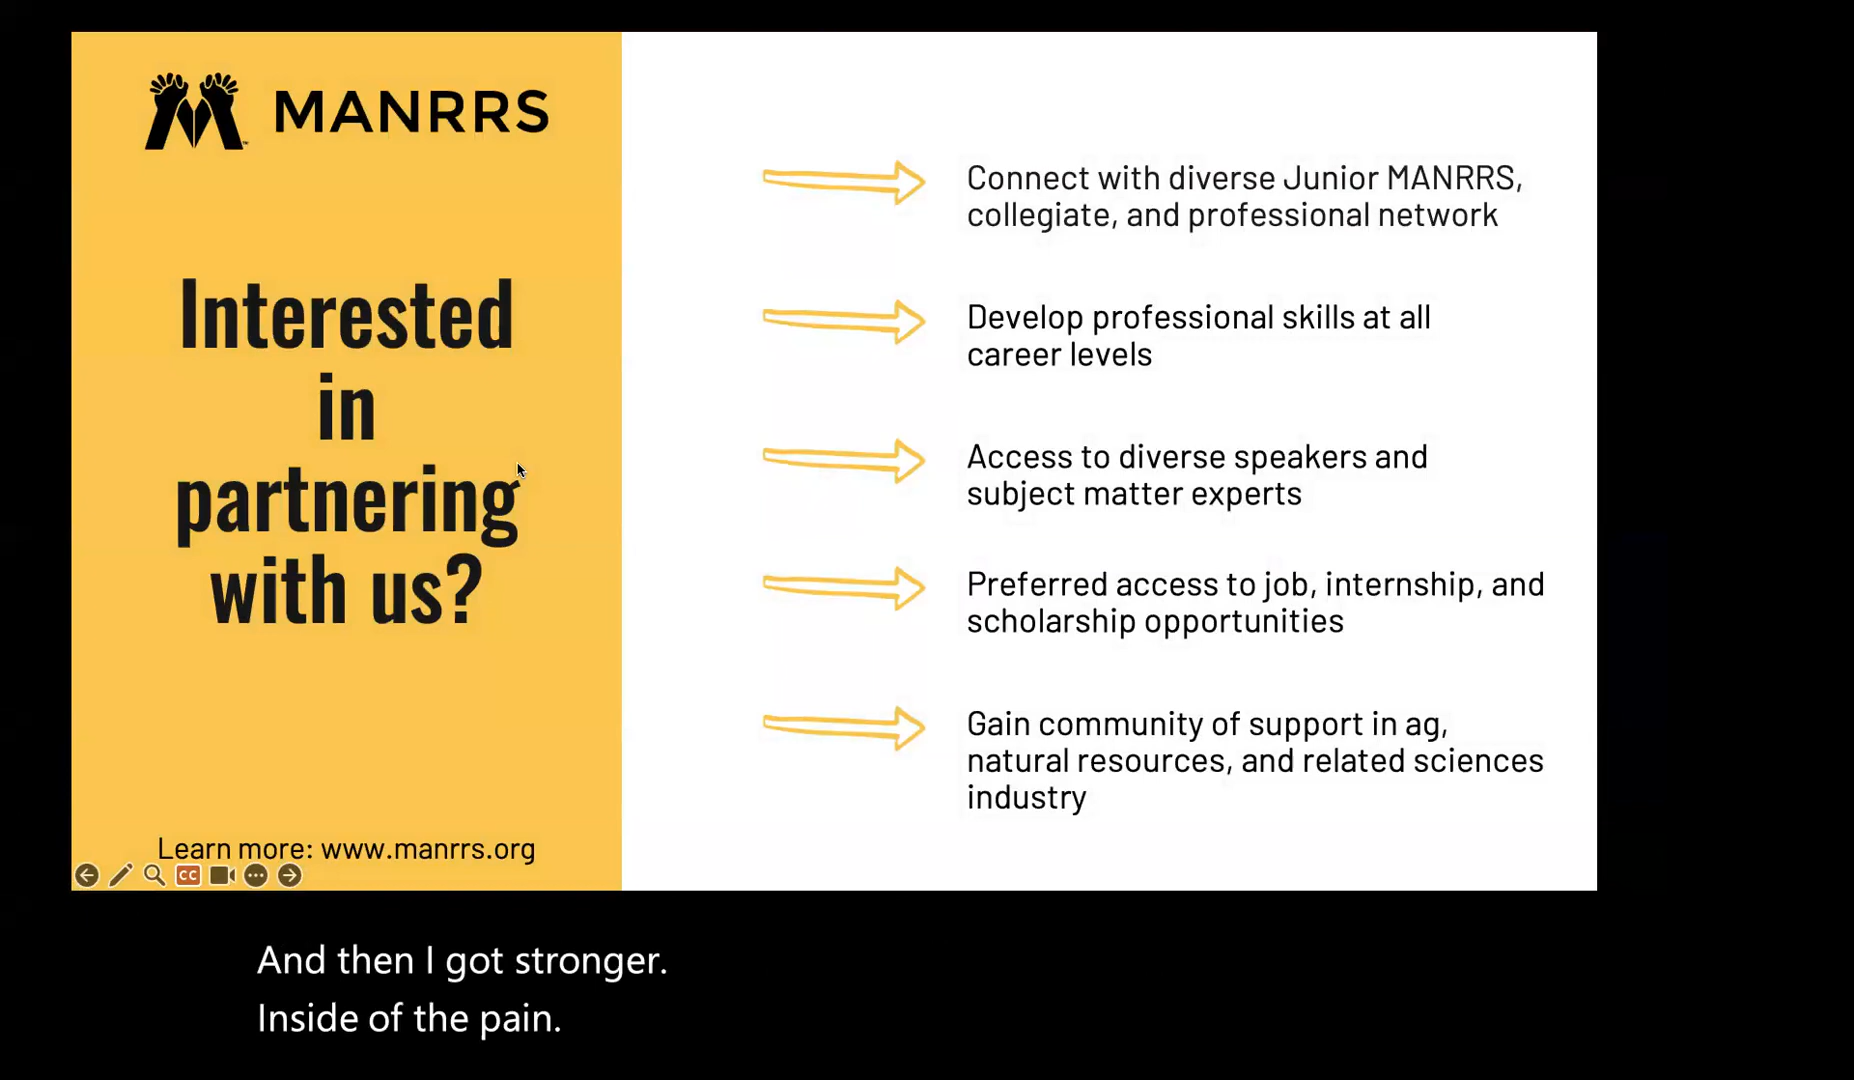 MANRRS
Interested
in
partnering
with us?
Learn more: www.manrrs.org
Connect with diverse Junior MANRRS,
collegiate, and professional network
Develop professional skills at all
career levels
Access to diverse speakers and
subject matter experts
Preferred access to job, internship, and
scholarship opportunities
Gain community of support in ag,
natural resources, and related sciences
industry
CC
And then I got stronger.
Inside of the pain.